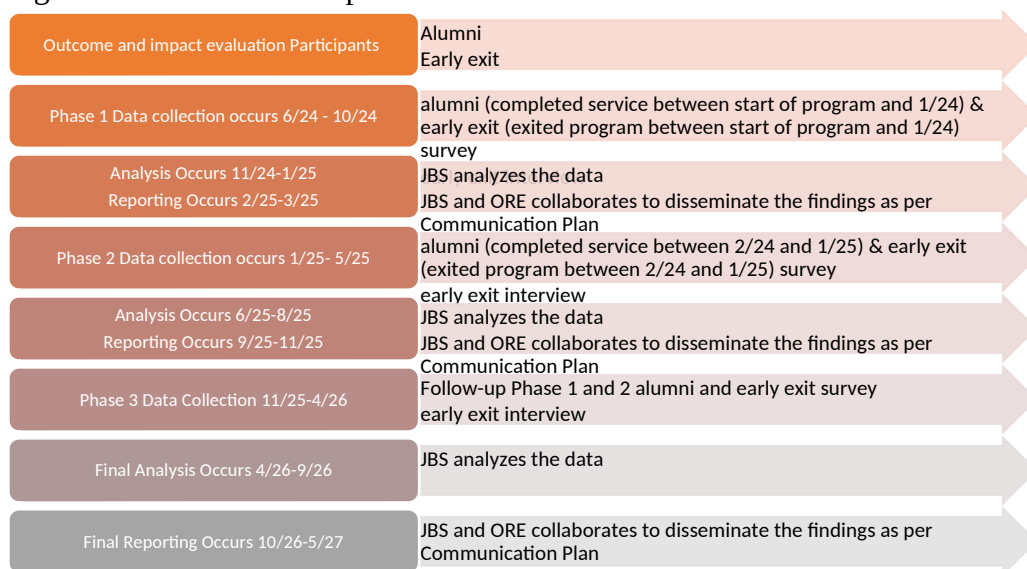 Outcome and impact evaluation Participants
Alumni
Early exit
Phase 1 Data collection occurs 6/24 - 10/24
alumni (completed service between start of program and 1/24) &
early exit (exited program between start of program and 1/24)
survey
Analysis Occurs 11/24-1/25
Reporting Occurs 2/25-3/25
JBS analyzes the data
JBS and ORE collaborates to disseminate the findings as per
Communication Plan
Phase 2 Data collection occurs 1/25- 5/25
alumni (completed service between 2/24 and 1/25) & early exit
(exited program between 2/24 and 1/25) survey
early exit interview
Analysis Occurs 6/25-8/25
Reporting Occurs 9/25-11/25
JBS analyzes the data
JBS and ORE collaborates to disseminate the findings as per
Communication Plan
Phase 3 Data Collection 11/25-4/26
Follow-up Phase 1 and 2 alumni and early exit survey
early exit interview
Final Analysis Occurs 4/26-9/26
JBS analyzes the data
Final Reporting Occurs 10/26-5/27
JBS and ORE collaborates to disseminate the findings as per
Communication Plan